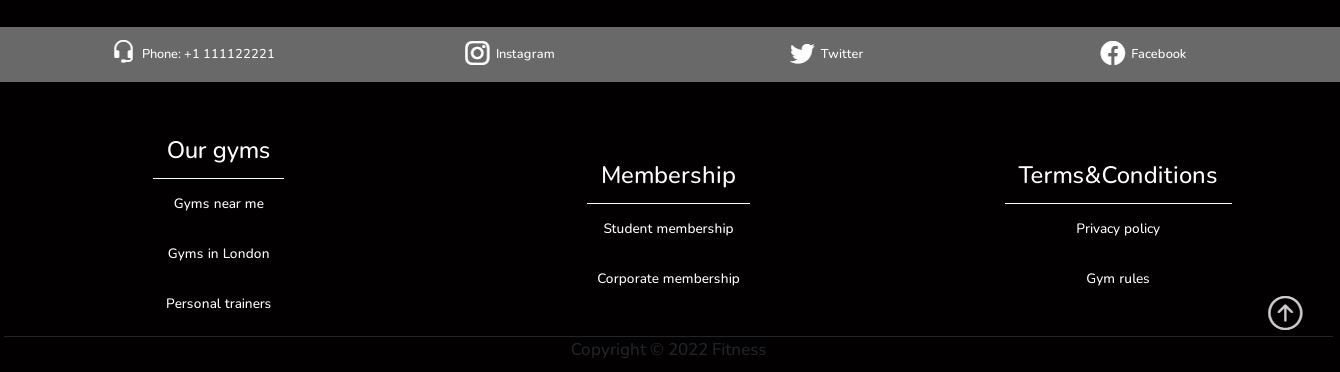 Phone: +1 111122221
Instagram
Twitter
Facebook
Our gyms
Gyms near me
Gyms in London
Personal trainers
Membership
Student membership
Corporate membership
Terms&Conditions
Privacy policy
Gym rules
Copyright © 2022 Fitness